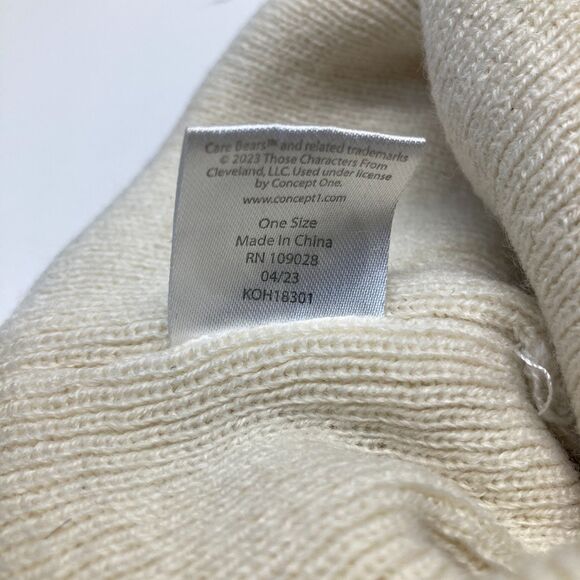 Care Bears™ and related trademarks
© 2023 Those Characters From
Cleveland, LLC. Used under license
by Concept One.
www.concept1.com
One Size
Made In China
RN 109028
04/23
KOH18301